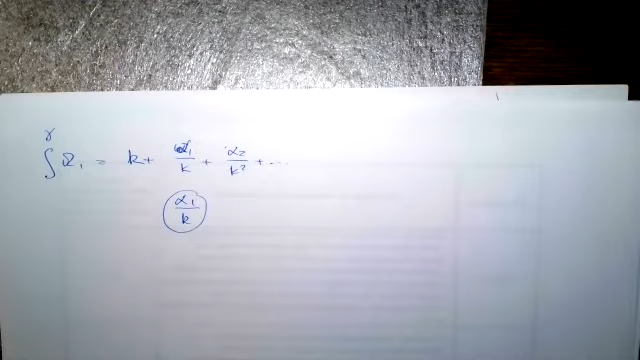 ∫^γ Ω₁ = k + α₁/k + α₂/k² + ...
α₁/k